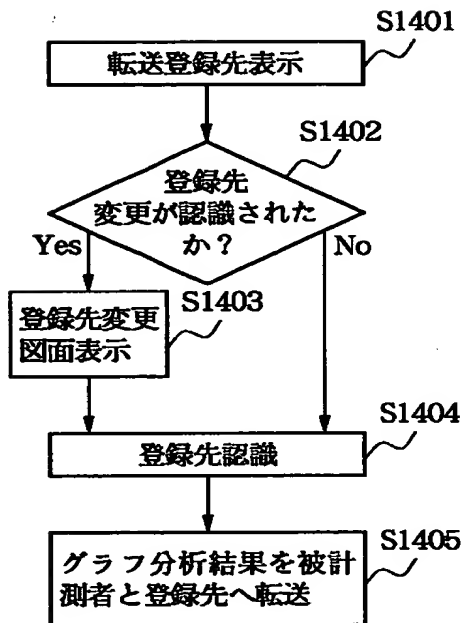 S1401
転送登録先表示
S1402
登録先
変更が認識された
か？
Yes
No
S1403
登録先変更
図面表示
S1404
登録先認識
S1405
グラフ分析結果を被計
測者と登録先へ転送